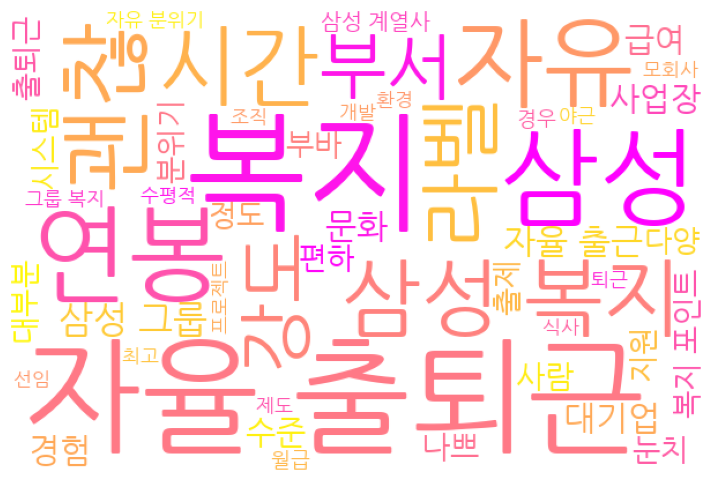 자유 분위기
삼성 계열사
출퇴근
괜찮
시간
부서
자유
급여
모회사
사업장
환경
개발
조직
경우
야근
시스템
분위기
부바
라벨
복지
삼성
그룹 복지
수평적
정도
문화
연봉
편하
자율 출근
다양
강도
대부분
삼성 그룹
프로젝트
삼성 복지
출제
퇴근
복지 포인트
식사
지원
자율출퇴근
최고
선임
사람
제도
수준
대기업
경험
월급
나쁘
눈치